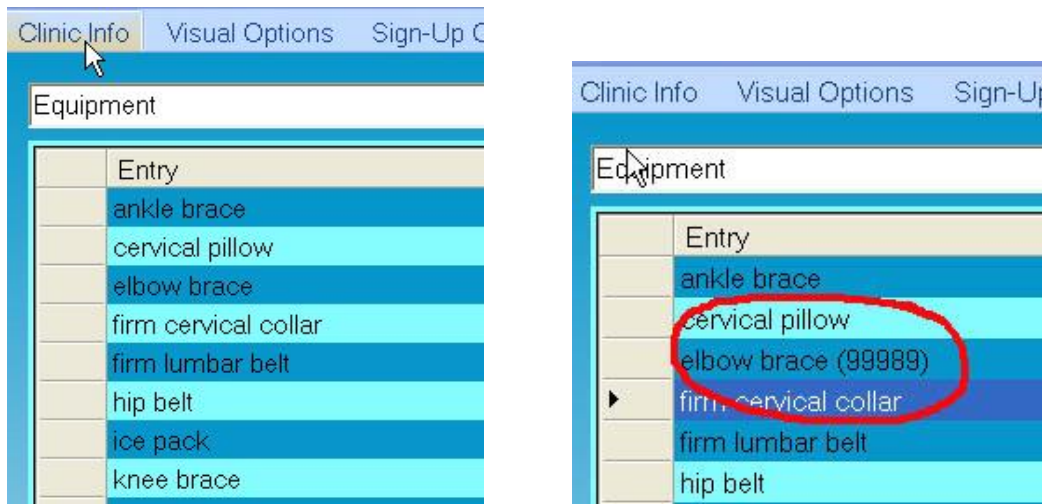 Clinic Info Visual Options Sign-Up
Equipment
Entry
ankle brace
cervical pillow
elbow brace
firm cervical collar
firm lumbar belt
hip belt
ice pack
knee brace
Clinic Info Visual Options Sign-Up
Equipment
Entry
ankle brace
cervical pillow
elbow brace (99989)
firm cervical collar
firm lumbar belt
hip belt